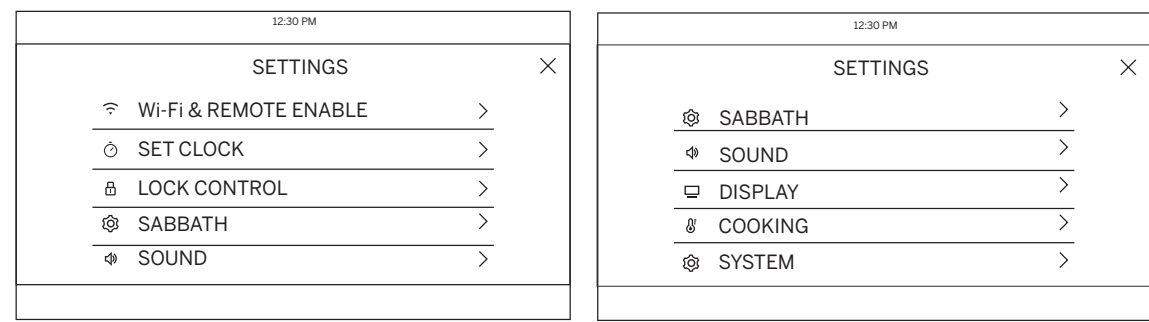 12:30 PM
SETTINGS
Wi-Fi & REMOTE ENABLE
SET CLOCK
LOCK CONTROL
SABBATH
SOUND
12:30 PM
SETTINGS
SABBATH
SOUND
DISPLAY
COOKING
SYSTEM